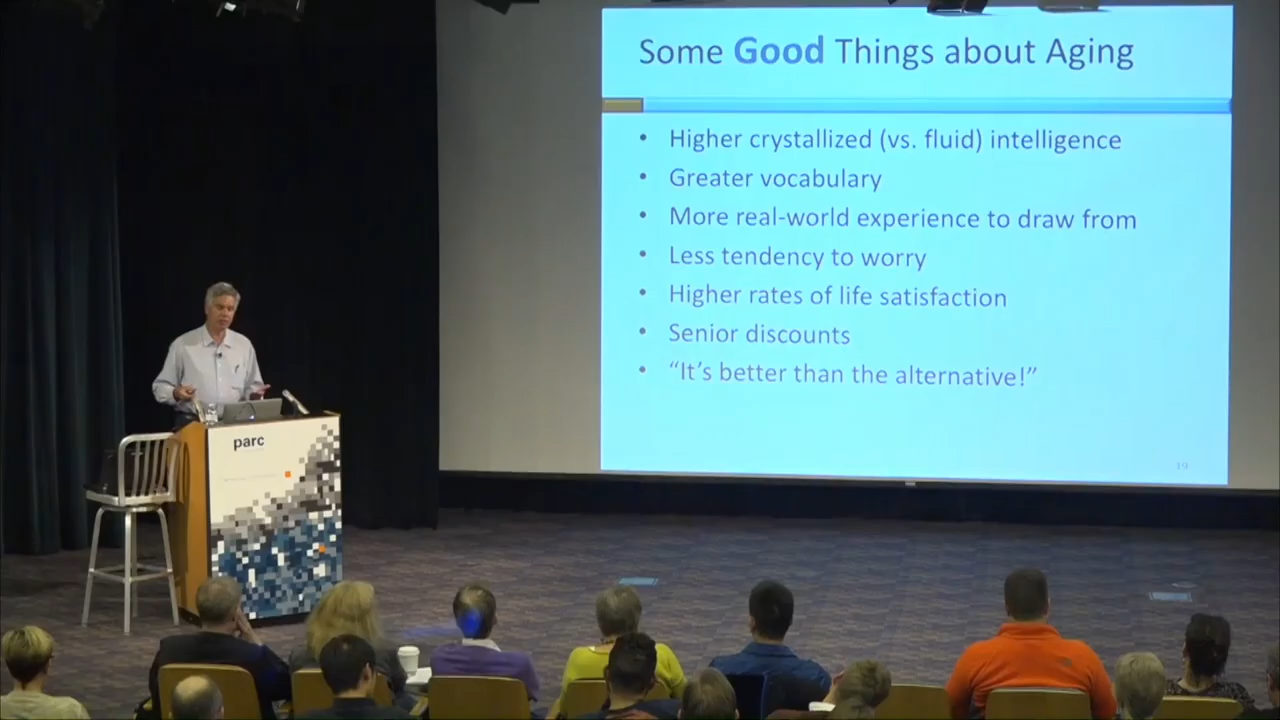 Some Good Things about Aging
• Higher crystallized (vs. fluid) intelligence
• Greater vocabulary
• More real-world experience to draw from
• Less tendency to worry
• Higher rates of life satisfaction
• Senior discounts
• “It’s better than the alternative!”
19
parc